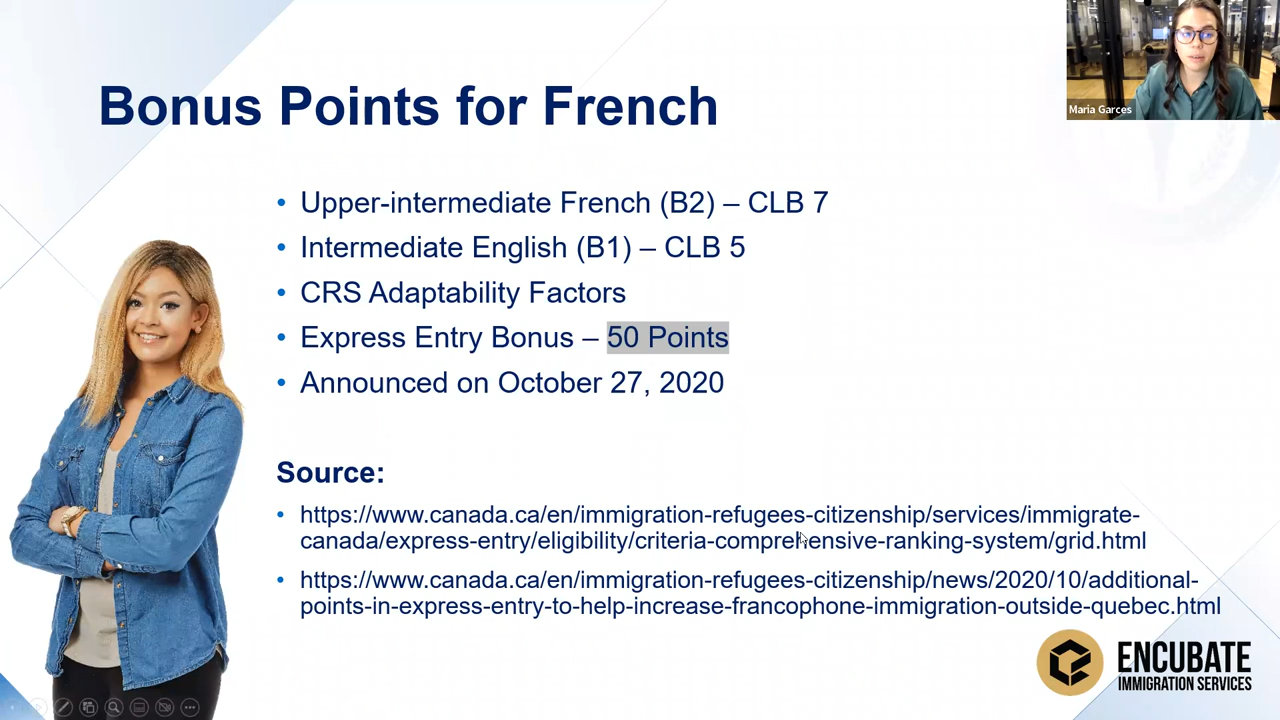 Maria Garces
Bonus Points for French
• Upper-intermediate French (B2) – CLB 7
• Intermediate English (B1) – CLB 5
• CRS Adaptability Factors
• Express Entry Bonus – 50 Points
• Announced on October 27, 2020
Source:
• https://www.canada.ca/en/immigration-refugees-citizenship/services/immigrate-
canada/express-entry/eligibility/criteria-comprehensive-ranking-system/grid.html
• https://www.canada.ca/en/immigration-refugees-citizenship/news/2020/10/additional-
points-in-express-entry-to-help-increase-francophone-immigration-outside-quebec.html
ENCUBATE
IMMIGRATION SERVICES